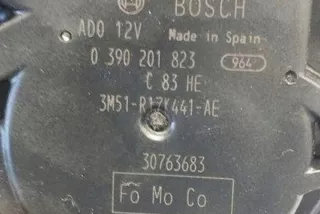 BOSCH
ADO 12V Made in Spain
0 390 201 823 964
C 83 HE
3M51-R17K441-AE
30763683
Fo Mo Co